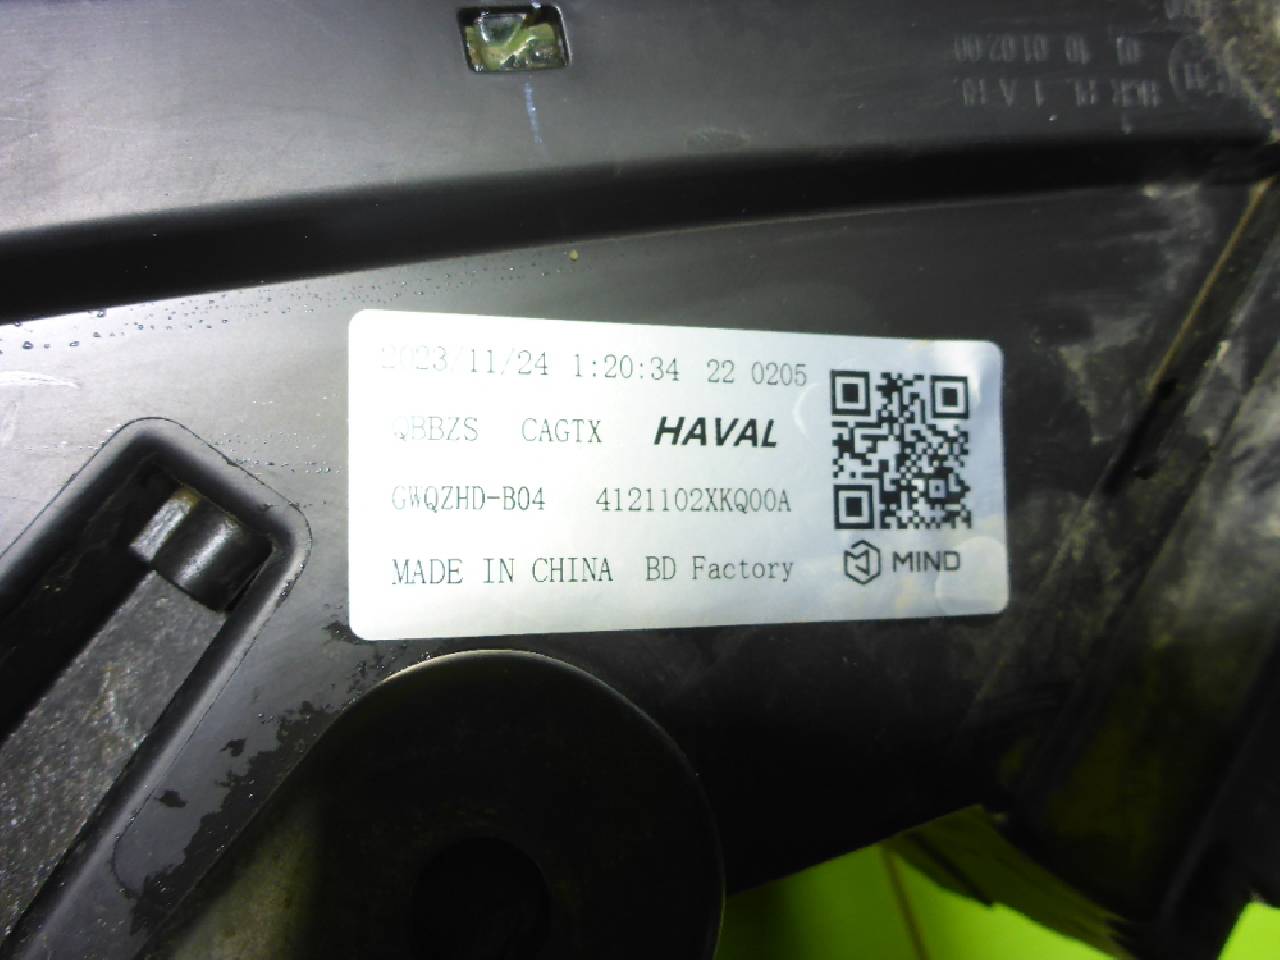 2023/11/24 1:20:34 22 0205
QBBZS CAGTX HAVAL
GWQZHD-B04 4121102XKQ00A
MADE IN CHINA BD Factory
MIND